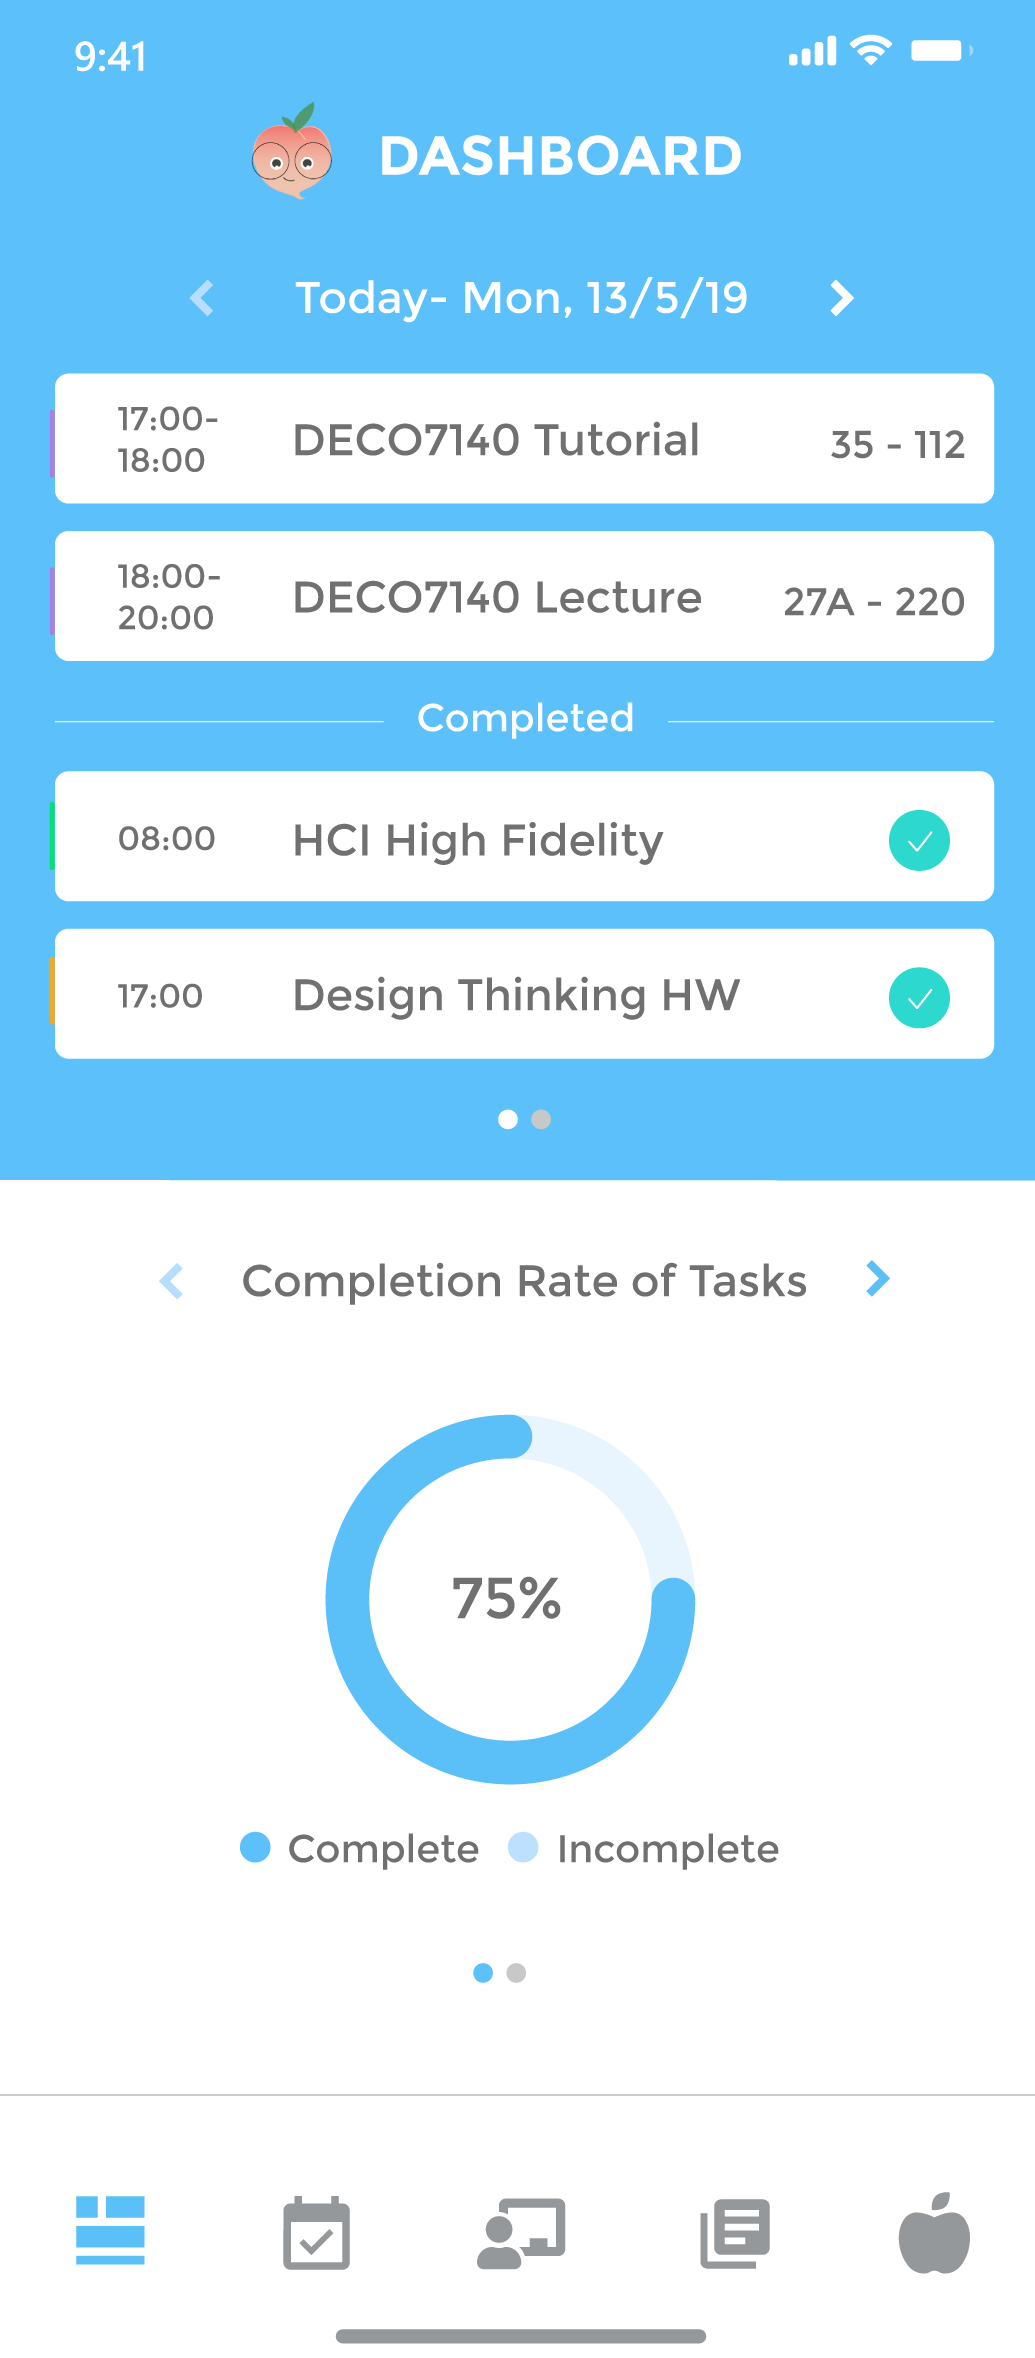 9:41
DASHBOARD
Today- Mon, 13/5/19
17:00-
18:00
DECO7140 Tutorial
35 - 112
18:00-
20:00
DECO7140 Lecture
27A - 220
Completed
08:00
HCI High Fidelity
17:00
Design Thinking HW
Completion Rate of Tasks
75%
Complete
Incomplete